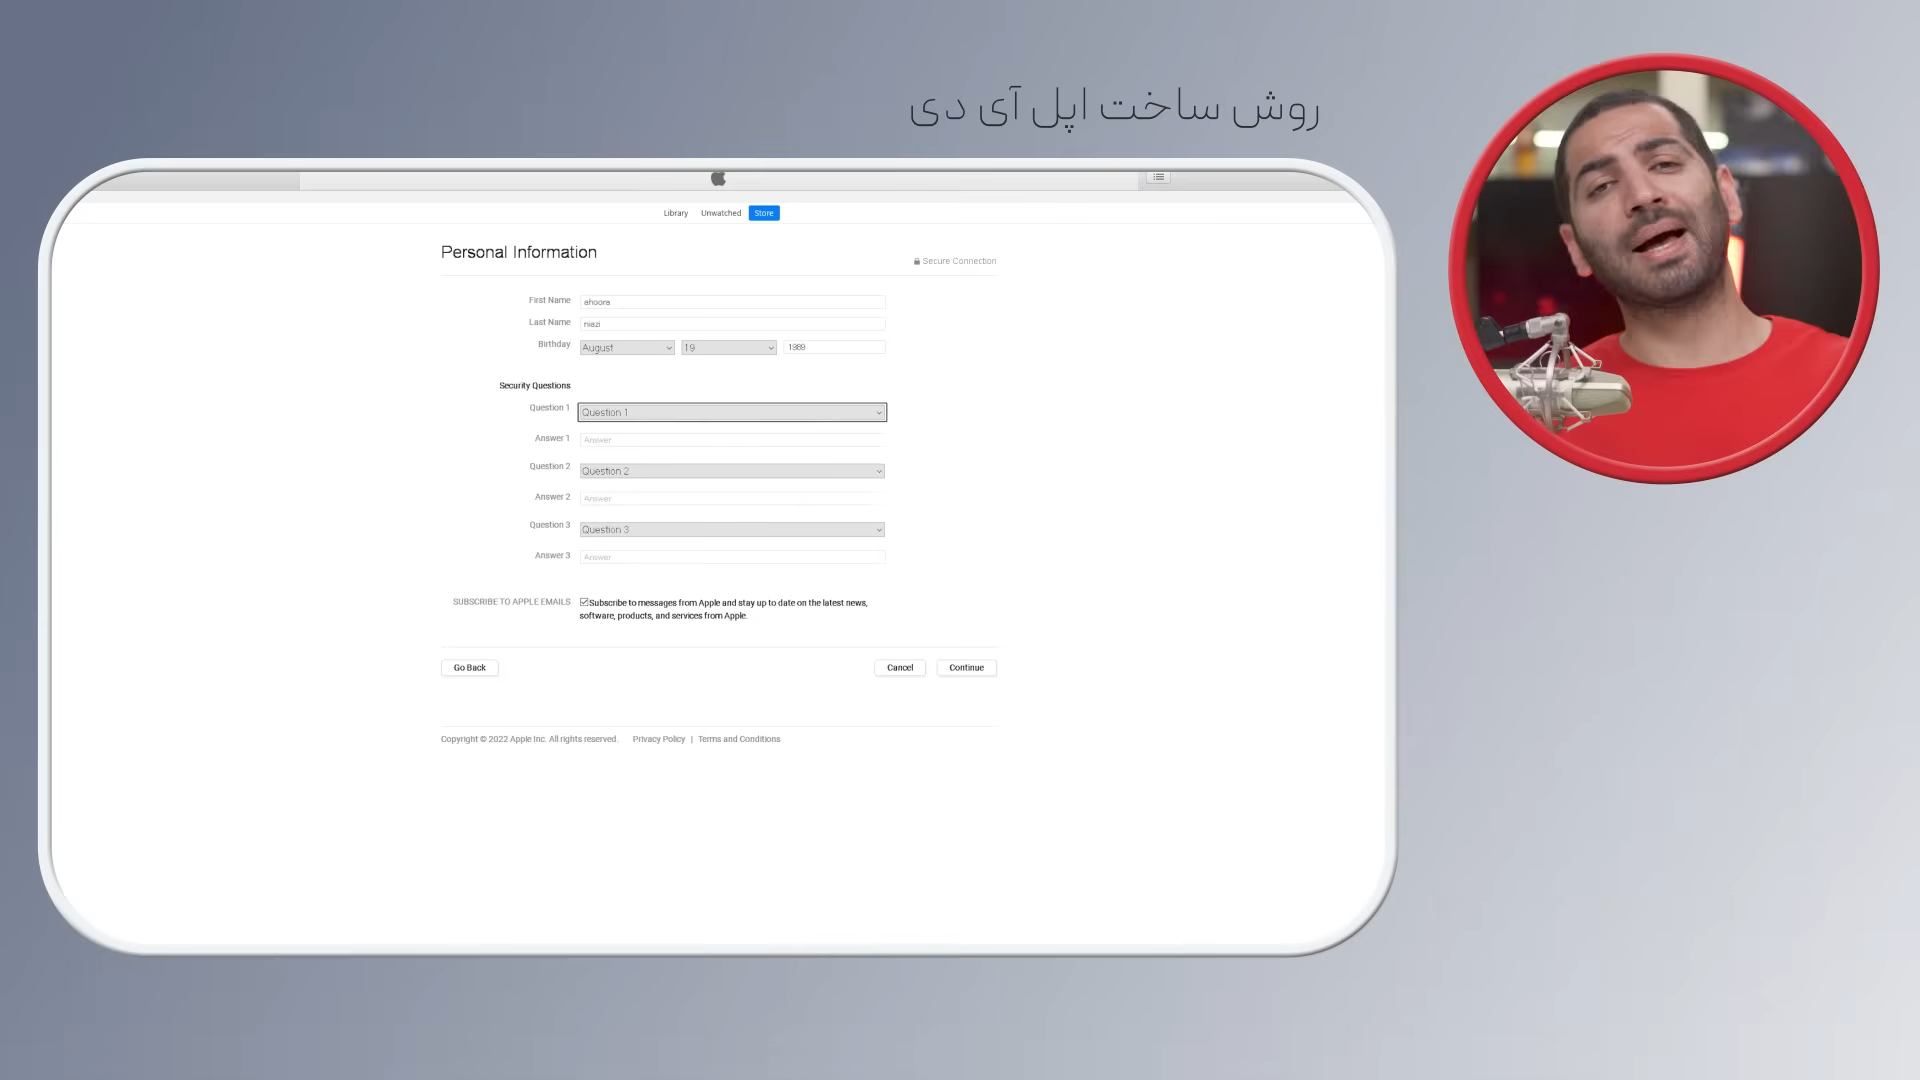 روش ساخت اپل آی دی
Library Unwatched Store
Personal Information
Secure Connection
First Name ahoora
Last Name niazi
Birthday August 19 1989
Security Questions
Question 1 Question 1
Answer 1 Answer
Question 2 Question 2
Answer 2 Answer
Question 3 Question 3
Answer 3 Answer
SUBSCRIBE TO APPLE EMAILS Subscribe to messages from Apple and stay up to date on the latest news,
software, products, and services from Apple.
Go Back Cancel Continue
Copyright © 2022 Apple Inc. All rights reserved. Privacy Policy | Terms and Conditions